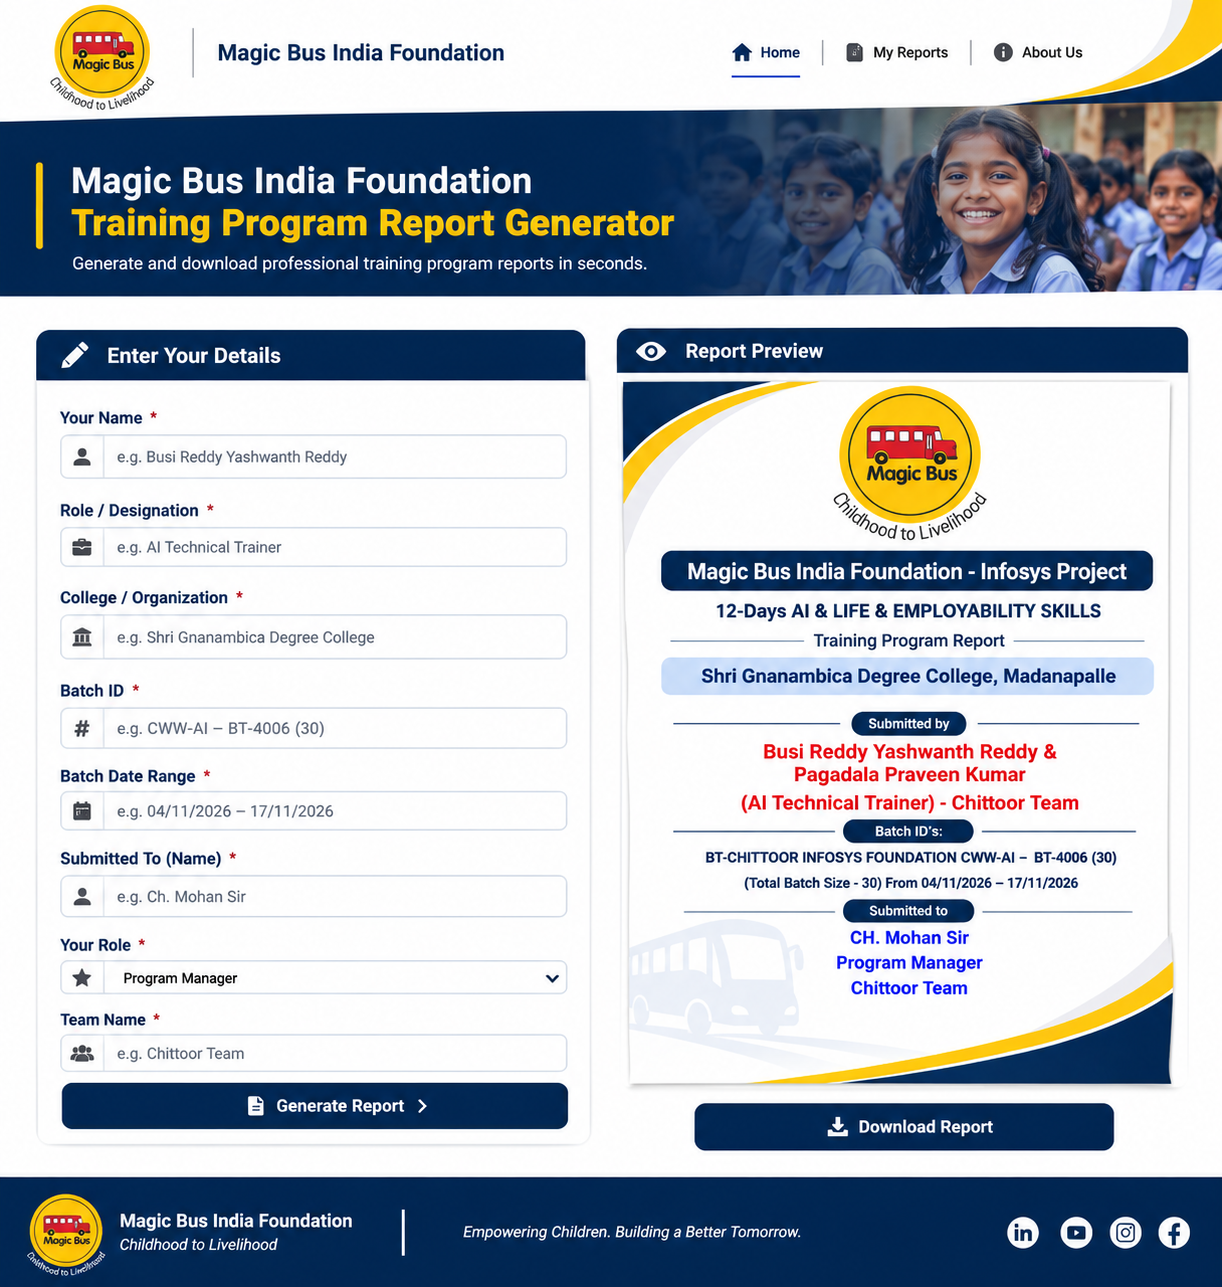 Magic Bus
Childhood to Livelihood
Magic Bus India Foundation
Home
My Reports
About Us
Magic Bus India Foundation
Training Program Report Generator
Generate and download professional training program reports in seconds.
Enter Your Details
Your Name *
e.g. Busi Reddy Yashwanth Reddy
Role / Designation *
e.g. AI Technical Trainer
College / Organization *
e.g. Shri Gnanambica Degree College
Batch ID *
# e.g. CWW-AI – BT-4006 (30)
Batch Date Range *
e.g. 04/11/2026 – 17/11/2026
Submitted To (Name) *
e.g. Ch. Mohan Sir
Your Role *
Program Manager
Team Name *
e.g. Chittoor Team
Generate Report
Report Preview
Magic Bus
Childhood to Livelihood
Magic Bus India Foundation - Infosys Project
12-Days AI & LIFE & EMPLOYABILITY SKILLS
Training Program Report
Shri Gnanambica Degree College, Madanapalle
Submitted by
Busi Reddy Yashwanth Reddy &
Pagadala Praveen Kumar
(AI Technical Trainer) - Chittoor Team
Batch ID's:
BT-CHITTOOR INFOSYS FOUNDATION CWW-AI – BT-4006 (30)
(Total Batch Size - 30) From 04/11/2026 – 17/11/2026
Submitted to
CH. Mohan Sir
Program Manager
Chittoor Team
Download Report
Magic Bus
Childhood to Livelihood
Magic Bus India Foundation
Childhood to Livelihood
Empowering Children. Building a Better Tomorrow.
in